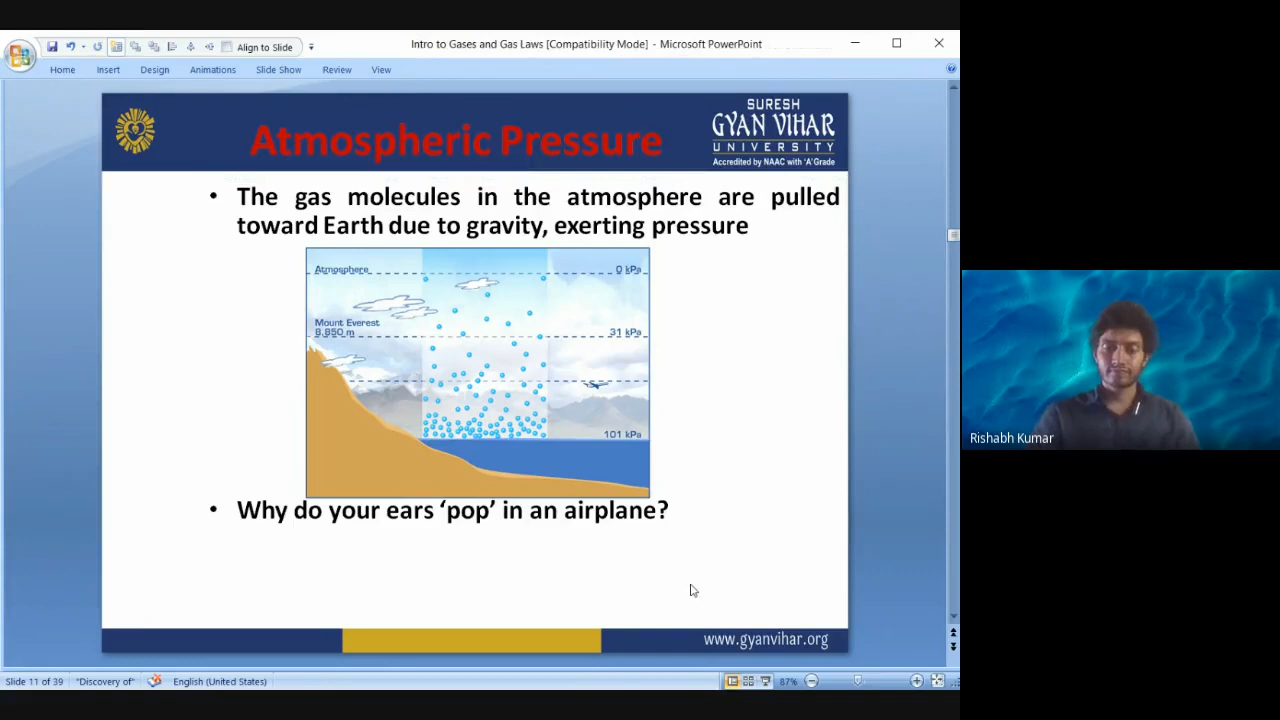 Align to Slide
Intro to Gases and Gas Laws [Compatibility Mode] - Microsoft PowerPoint
Home Insert Design Animations Slide Show Review View
Atmospheric Pressure
SURESH
GYAN VIHAR
UNIVERSITY
Accredited by NAAC with 'A'Grade
• The gas molecules in the atmosphere are pulled
toward Earth due to gravity, exerting pressure
Atmosphere 0 kPa
Mount Everest
8,850 m 31 kPa
101 kPa
• Why do your ears ‘pop’ in an airplane?
www.gyanvihar.org
Slide 11 of 39 "Discovery of" English (United States) 87%
Rishabh Kumar